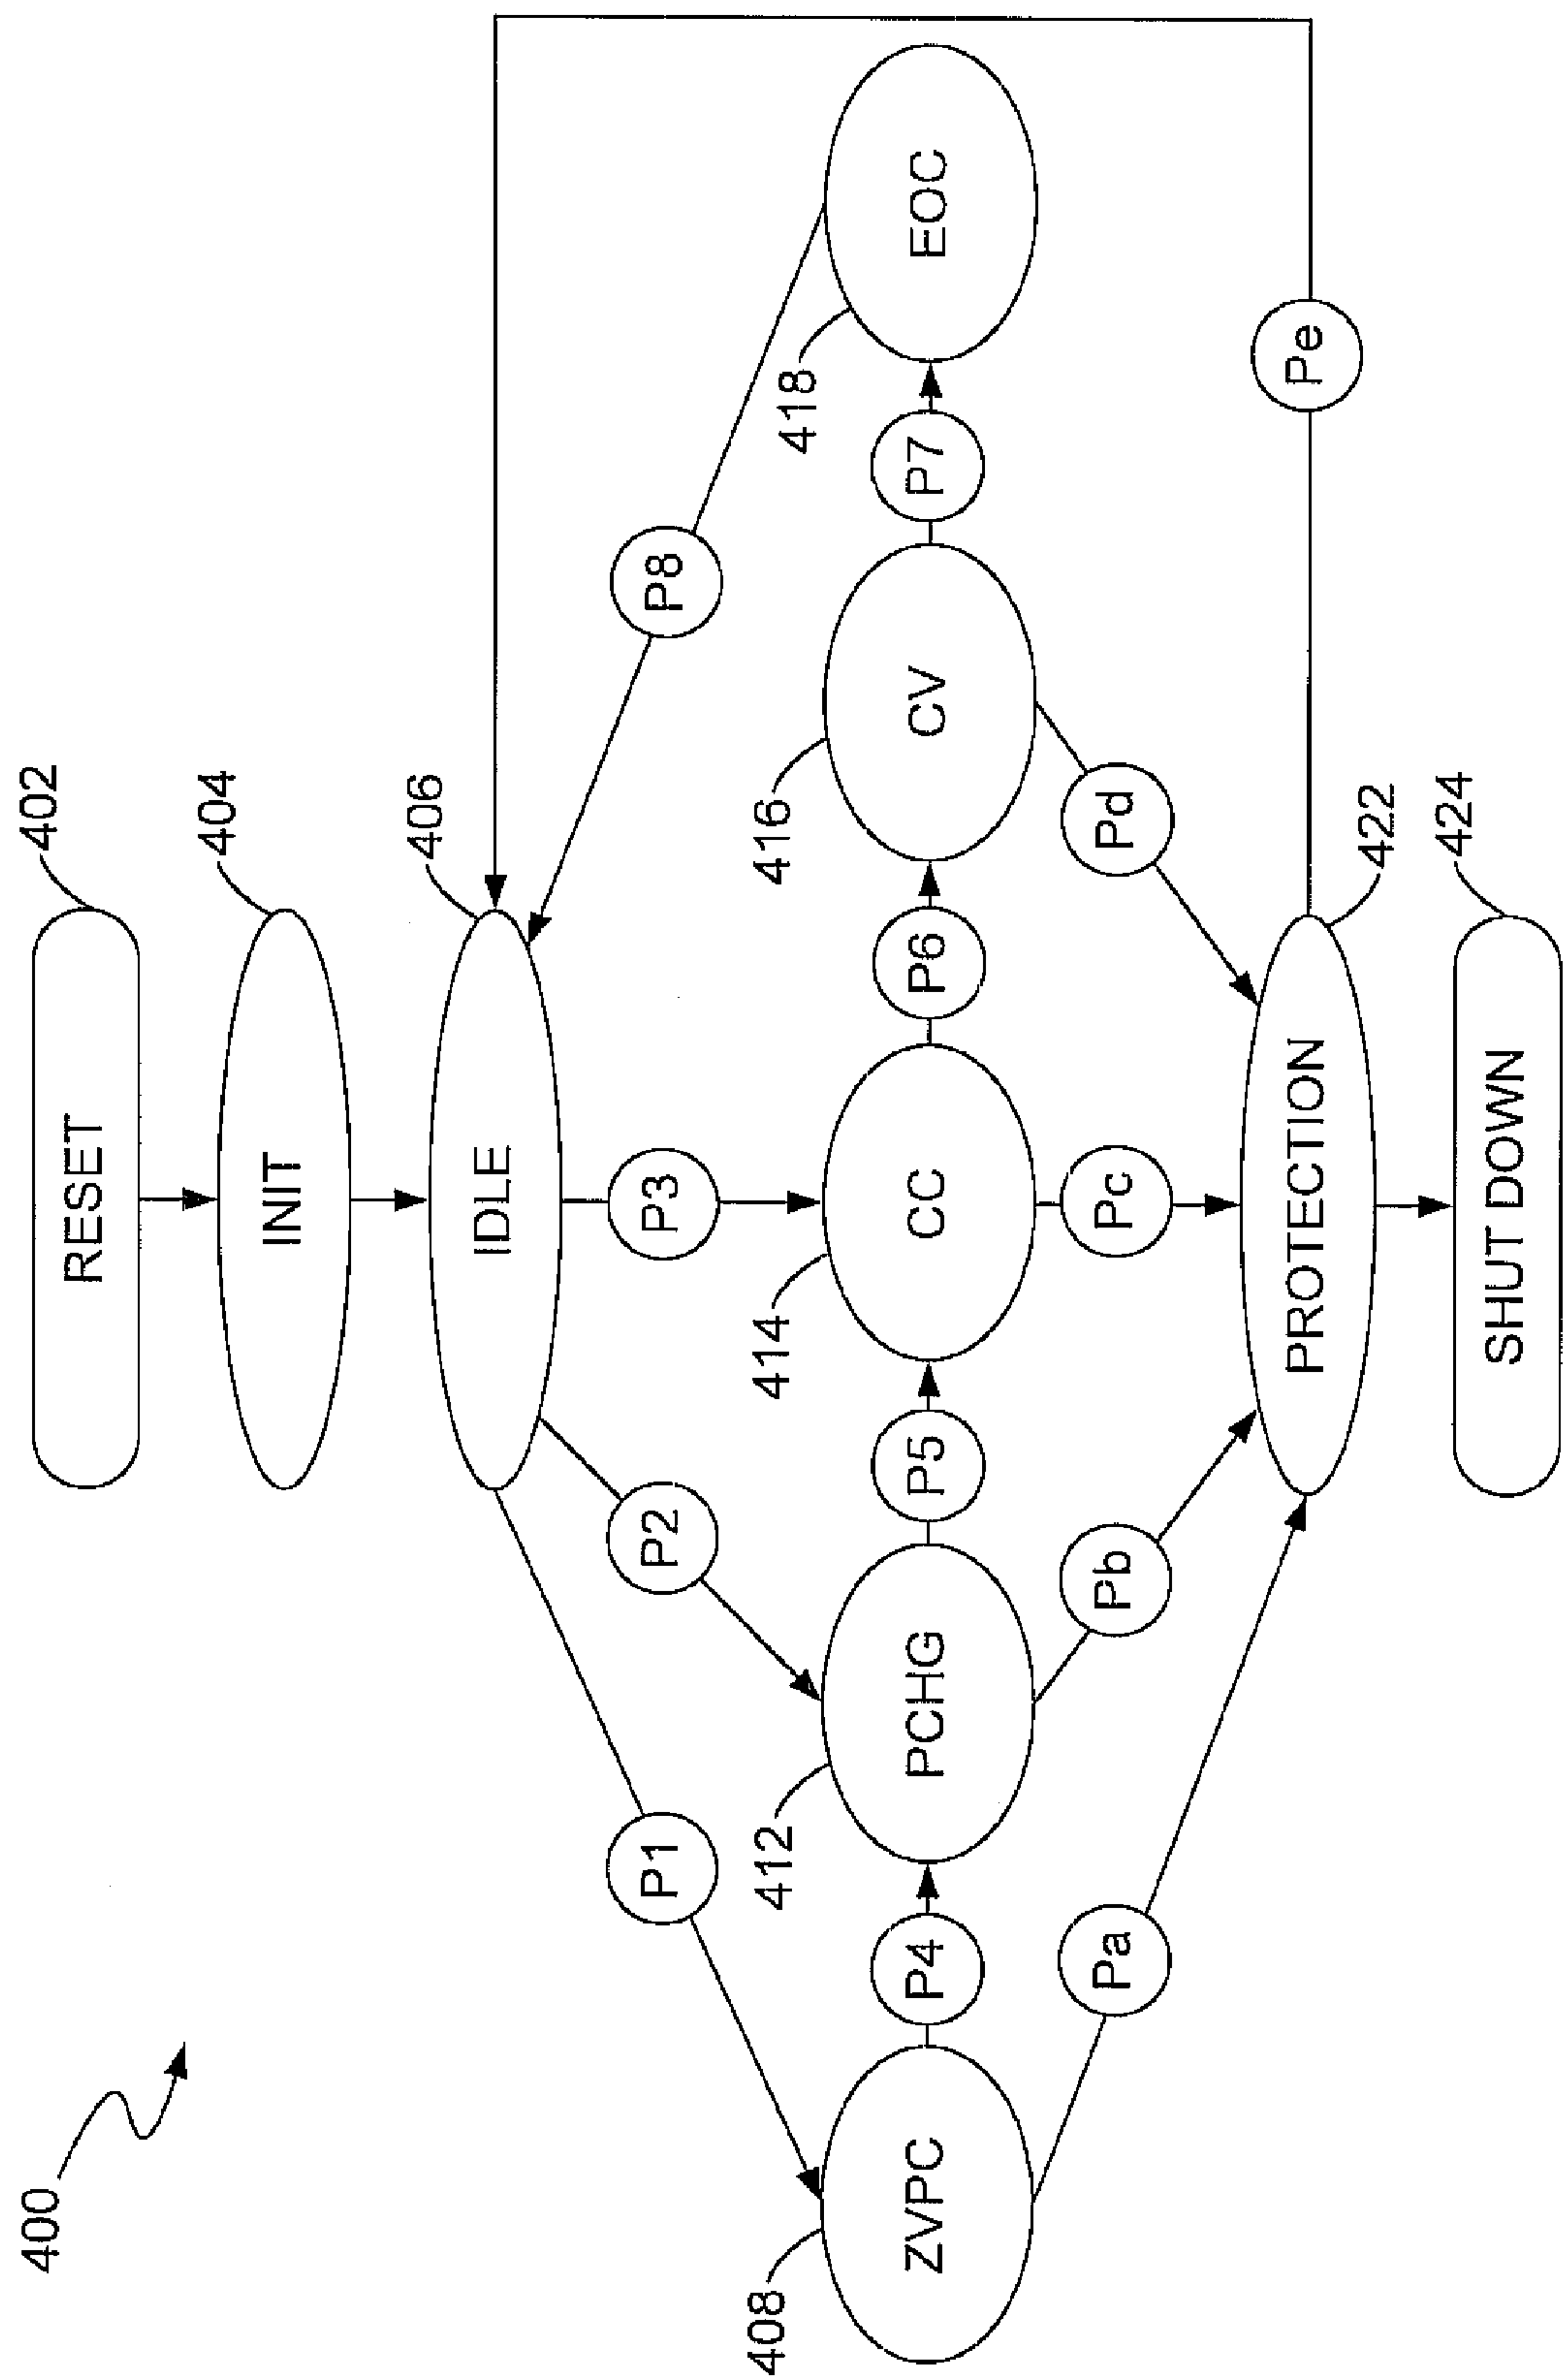 400
RESET
402
INIT
404
IDLE
406
P1
P2
P3
P8
408
412
414
416
418
ZVPC
P4
PCHG
P5
CC
P6
CV
P7
EOC
Pa
Pb
Pc
Pd
Pe
PROTECTION
422
SHUT DOWN
424